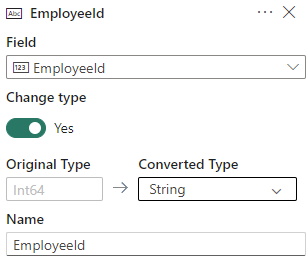 Abc EmployeeId ...
Field
123 EmployeeId
Change type
Yes
Original Type Converted Type
Int64 → String
Name
EmployeeId